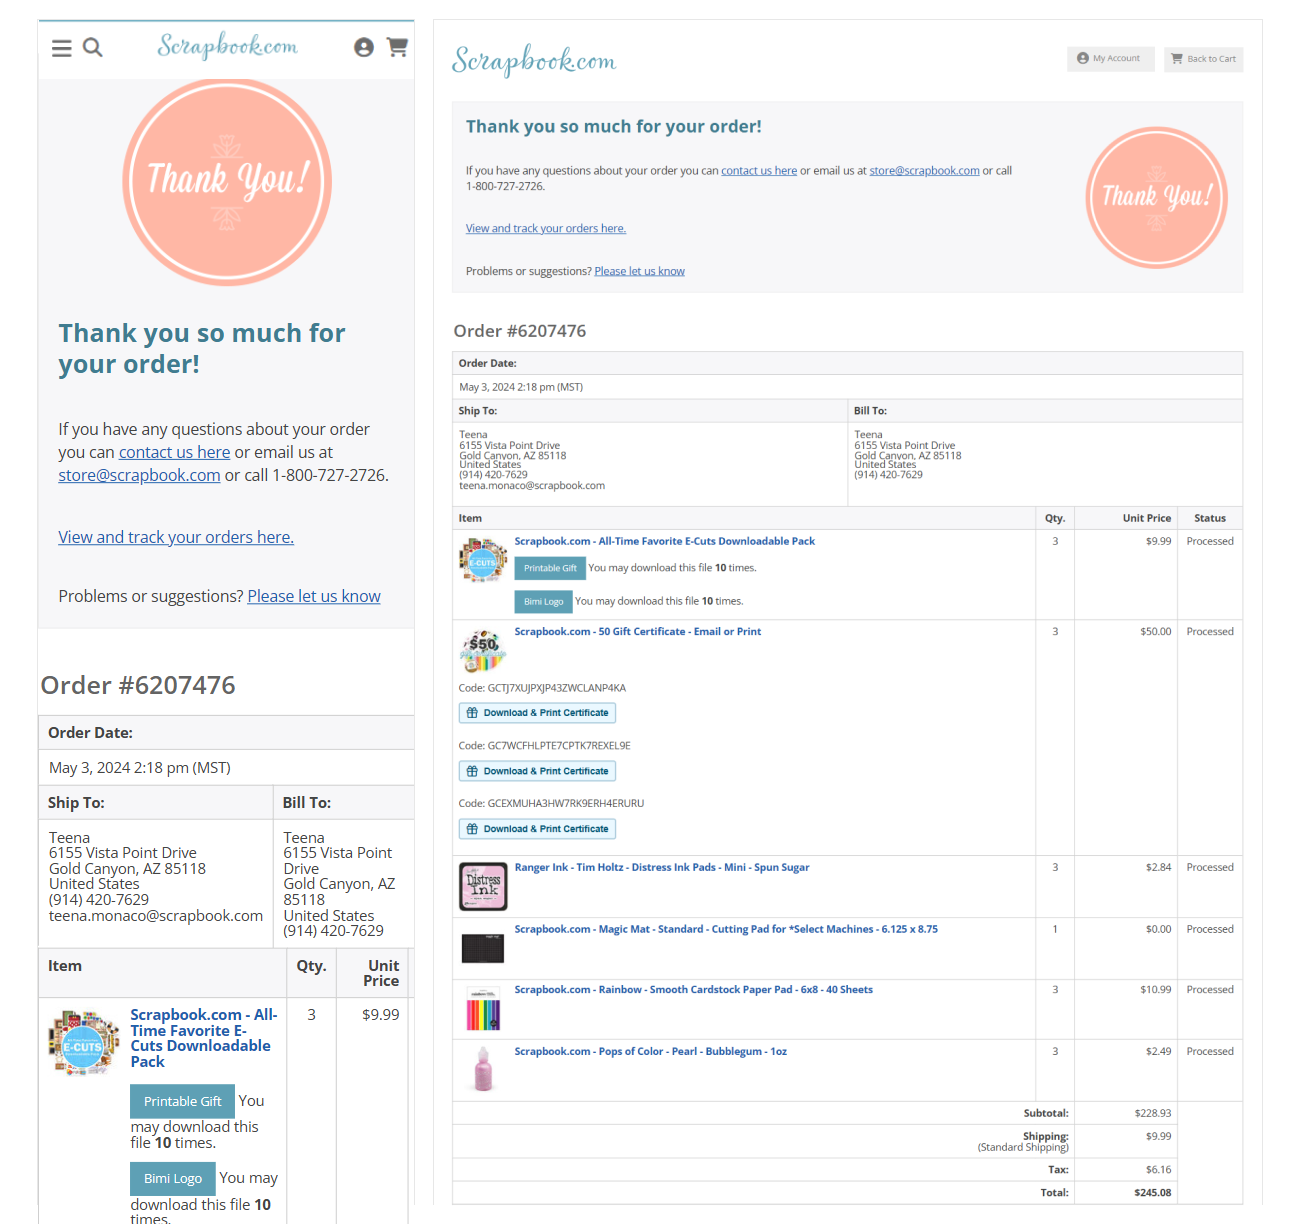 Scrapbook.com
Thank You!
Thank you so much for
your order!
If you have any questions about your order
you can contact us here or email us at
store@scrapbook.com or call 1-800-727-2726.
View and track your orders here.
Problems or suggestions? Please let us know
Order #6207476
Order Date:
May 3, 2024 2:18 pm (MST)
Ship To:
Bill To:
Teena
6155 Vista Point Drive
Gold Canyon, AZ 85118
United States
(914) 420-7629
teena.monaco@scrapbook.com
Teena
6155 Vista Point
Drive
Gold Canyon, AZ
85118
United States
(914) 420-7629
Item
Qty.
Unit
Price
E-CUTS
Scrapbook.com - All-
Time Favorite E-
Cuts Downloadable
Pack
3
$9.99
Printable Gift You
may download this
file 10 times.
Bimi Logo You may
download this file 10
times.
Scrapbook.com
My Account
Back to Cart
Thank you so much for your order!
If you have any questions about your order you can contact us here or email us at store@scrapbook.com or call
1-800-727-2726.
View and track your orders here.
Problems or suggestions? Please let us know
Thank You!
Order #6207476
Order Date:
May 3, 2024 2:18 pm (MST)
Ship To:
Bill To:
Teena
6155 Vista Point Drive
Gold Canyon, AZ 85118
United States
(914) 420-7629
teena.monaco@scrapbook.com
Teena
6155 Vista Point Drive
Gold Canyon, AZ 85118
United States
(914) 420-7629
Item Qty. Unit Price Status
E-CUTS
Scrapbook.com - All-Time Favorite E-Cuts Downloadable Pack 3 $9.99 Processed
Printable Gift You may download this file 10 times.
Bimi Logo You may download this file 10 times.
$50
Scrapbook.com - 50 Gift Certificate - Email or Print 3 $50.00 Processed
Code: GCTJ7XUJPXJP43ZWCLANP4KA
Download & Print Certificate
Code: GC7WCFHLPTE7CPTK7REXEL9E
Download & Print Certificate
Code: GCEXMUHA3HW7RK9ERH4ERURU
Download & Print Certificate
Distress
Ink
Ranger Ink - Tim Holtz - Distress Ink Pads - Mini - Spun Sugar 3 $2.84 Processed
Scrapbook.com - Magic Mat - Standard - Cutting Pad for *Select Machines - 6.125 x 8.75 1 $0.00 Processed
Scrapbook.com - Rainbow - Smooth Cardstock Paper Pad - 6x8 - 40 Sheets 3 $10.99 Processed
Scrapbook.com - Pops of Color - Pearl - Bubblegum - 1oz 3 $2.49 Processed
Subtotal: $228.93
Shipping: $9.99
(Standard Shipping)
Tax: $6.16
Total: $245.08